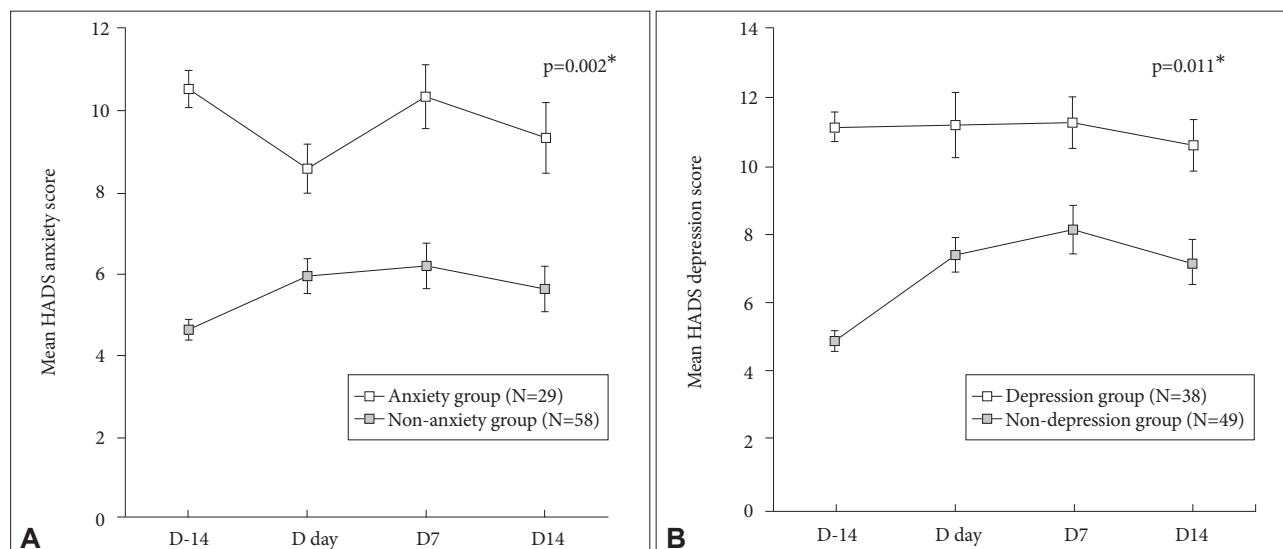 12
10
8
6
4
2
0
Mean HADS anxiety score
p=0.002*
Anxiety group (N=29)
Non-anxiety group (N=58)
D-14 D day D7 D14
A
14
12
10
8
6
4
2
0
Mean HADS depression score
p=0.011*
Depression group (N=38)
Non-depression group (N=49)
D-14 D day D7 D14
B